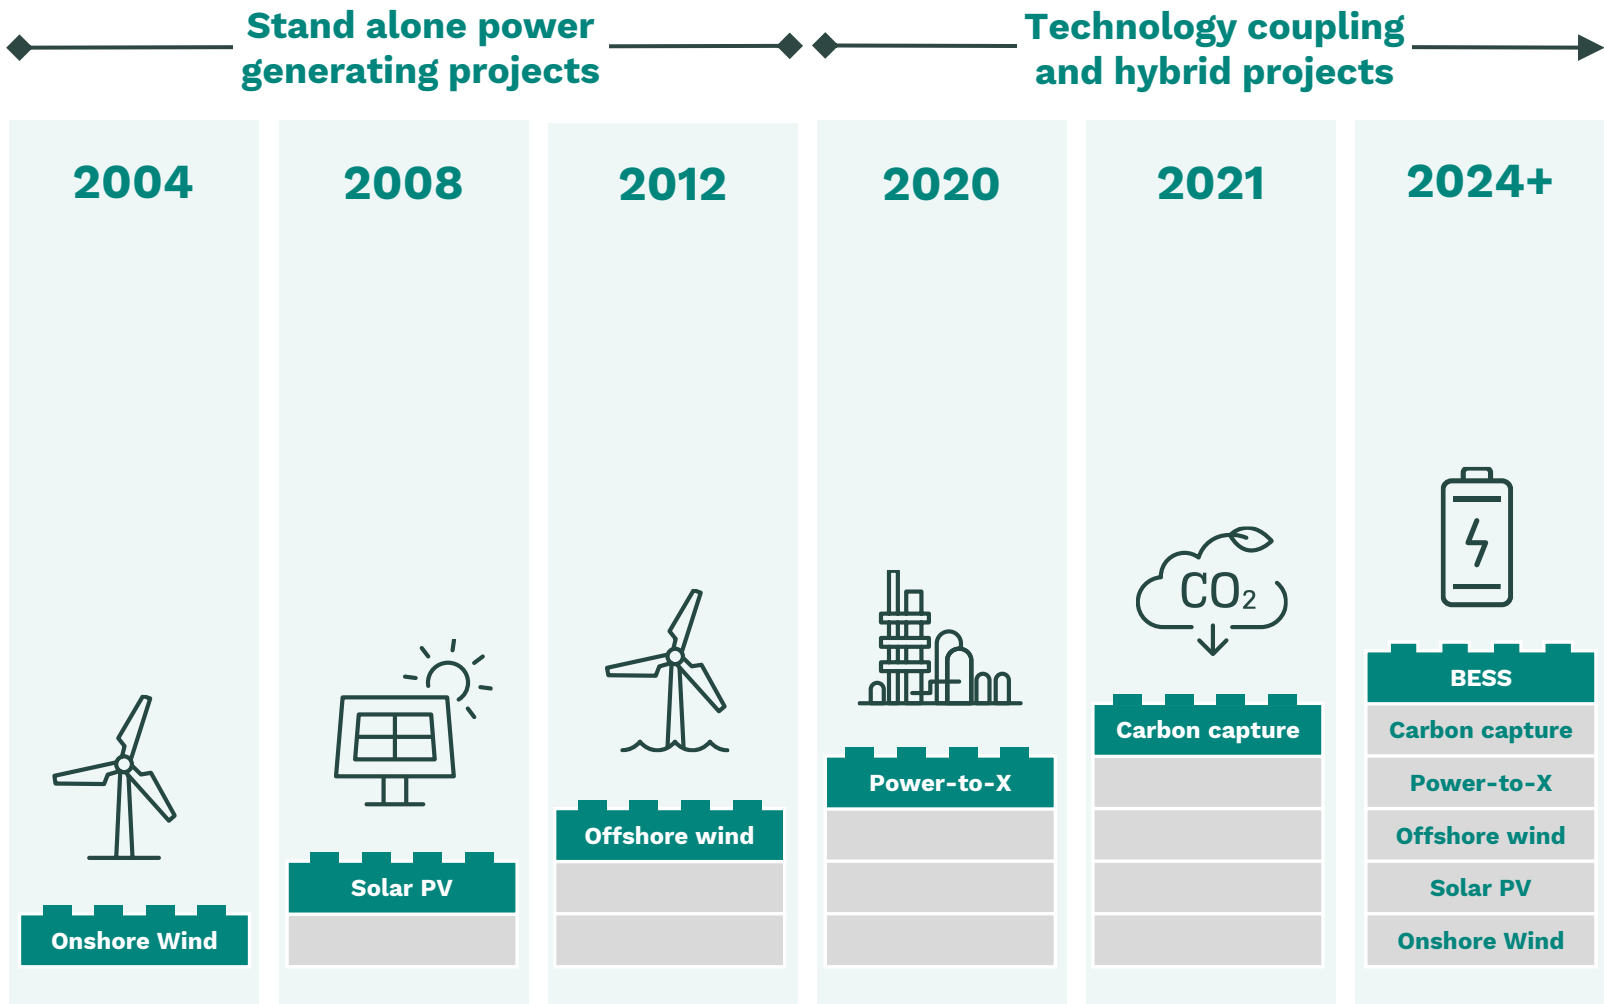 Stand alone power
generating projects
Technology coupling
and hybrid projects
2004
2008
2012
2020
2021
2024+
CO2
Onshore Wind
Solar PV
Offshore wind
Power-to-X
Carbon capture
BESS
Carbon capture
Power-to-X
Offshore wind
Solar PV
Onshore Wind